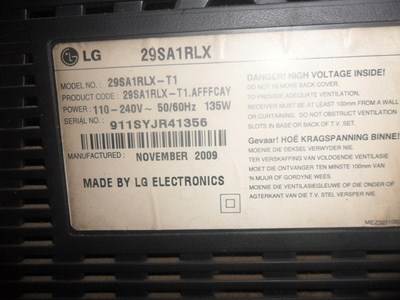 LG 29SA1RLX
MODEL NO. : 29SA1RLX-T1
PRODUCT CODE : 29SA1RLX-T1.AFFFCAY
POWER : 110-240V~ 50/60Hz 135W
SERIAL NO. : 911SYJR41356
MANUFACTURED : NOVEMBER 2009
MADE BY LG ELECTRONICS
DANGER! HIGH VOLTAGE INSIDE!
DO NOT REMOVE BACK COVER.
TO PROVIDE ADEQUATE VENTILATION,
RECEIVER MUST BE AT LEAST 100mm FROM A WALL
OR CURTAINING. DO NOT OBSTRUCT VENTILATION
SLOTS IN BASE OR BACK OF T.V. SET.
Gevaar! HOË KRAGSPANNING BINNE!
MOENIE DIE DEKSEL VERWYDER NIE.
TER VERSKAFFING VAN VOLDOENDE VENTILASIE
MOET DIE ONTVANGER TEN MINSTE 100mm VAN
'N MUUR OF GORDYNE WEES.
MOENIE DIE VENTILASIEGLEUWE OP DIE ONDER OF
AGTERKANT VAN DIE T.V. STEL VERSPER NIE.